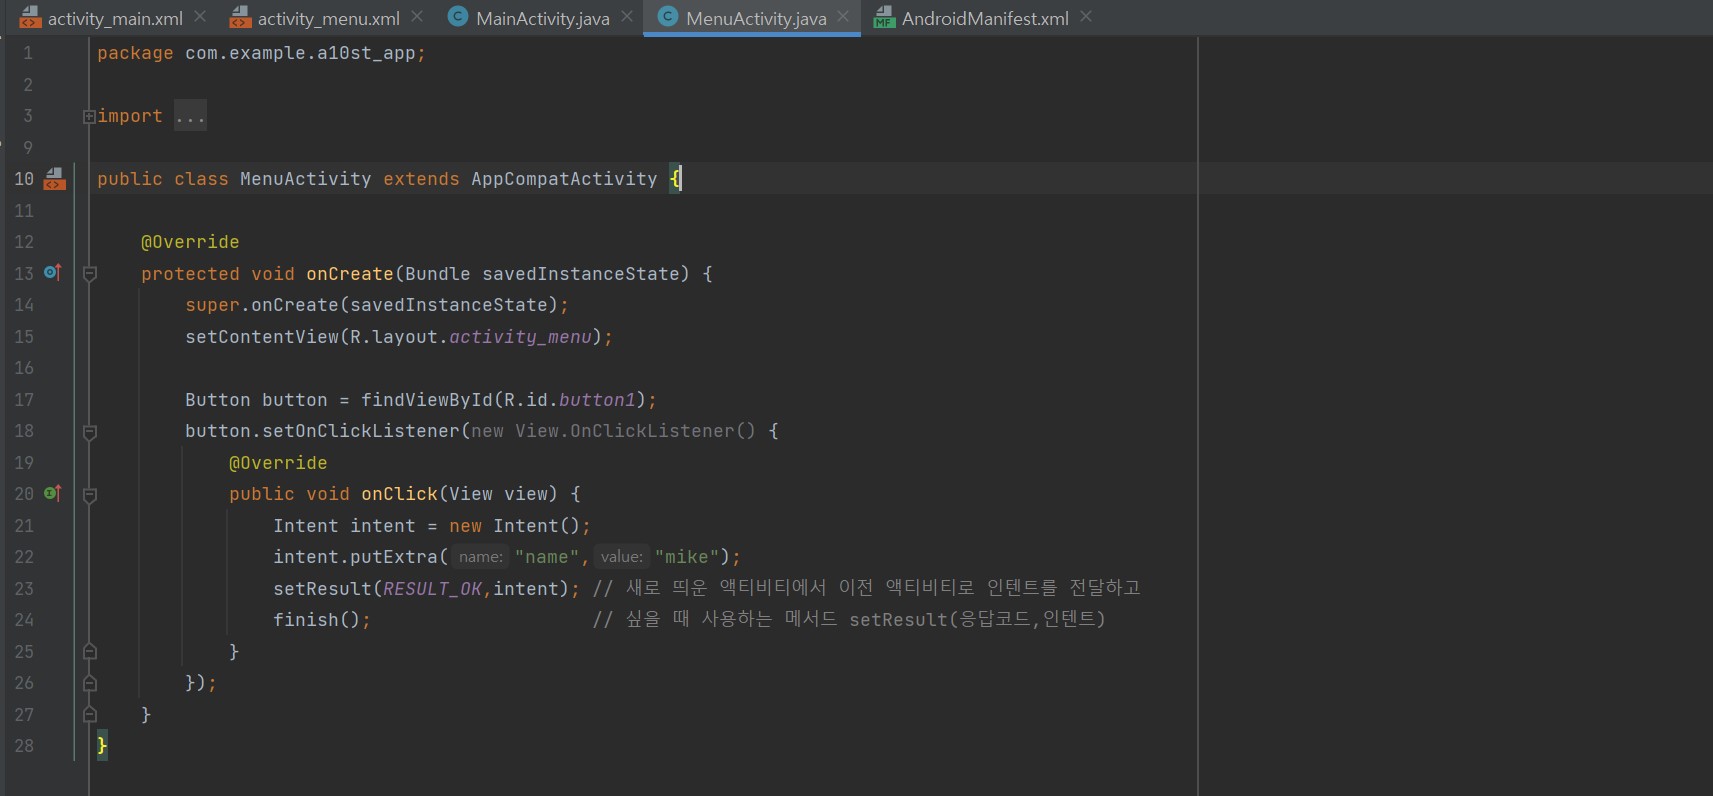 activity_main.xml activity_menu.xml MainActivity.java MenuActivity.java AndroidManifest.xml
1 package com.example.a10st_app;
2
3 import ...
9
10 public class MenuActivity extends AppCompatActivity {
11
12 @Override
13 protected void onCreate(Bundle savedInstanceState) {
14 super.onCreate(savedInstanceState);
15 setContentView(R.layout.activity_menu);
16
17 Button button = findViewById(R.id.button1);
18 button.setOnClickListener(new View.OnClickListener() {
19 @Override
20 public void onClick(View view) {
21 Intent intent = new Intent();
22 intent.putExtra( name: "name", value: "mike");
23 setResult(RESULT_OK,intent); // 새로 띄운 액티비티에서 이전 액티비티로 인텐트를 전달하고
24 finish(); // 싶을 때 사용하는 메서드 setResult(응답코드,인텐트)
25 }
26 });
27 }
28 }